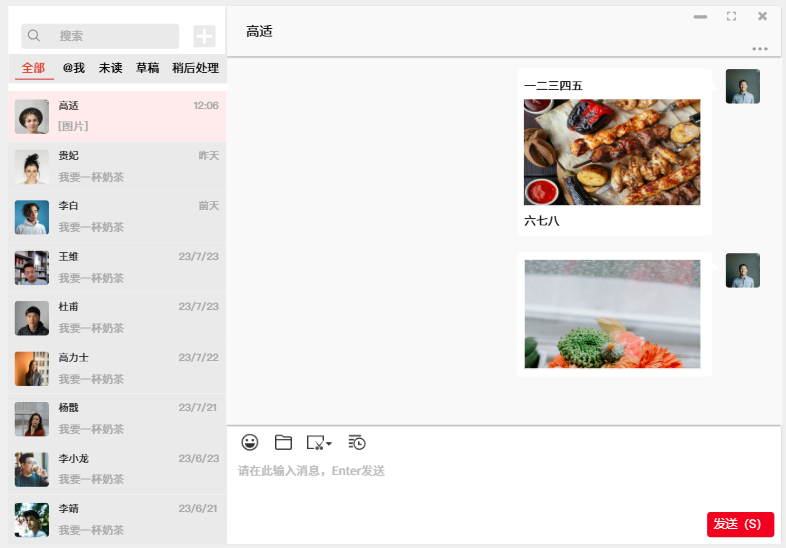 搜索
全部 @我 未读 草稿 稍后处理
高适 12:06
[图片]
贵妃 昨天
我要一杯奶茶
李白 前天
我要一杯奶茶
王维 23/7/23
我要一杯奶茶
杜甫 23/7/23
我要一杯奶茶
高力士 23/7/22
我要一杯奶茶
杨戬 23/7/21
我要一杯奶茶
李小龙 23/6/23
我要一杯奶茶
李靖 23/6/21
我要一杯奶茶
高适
一二三四五
六七八
请在此输入消息，Enter发送
发送（S）